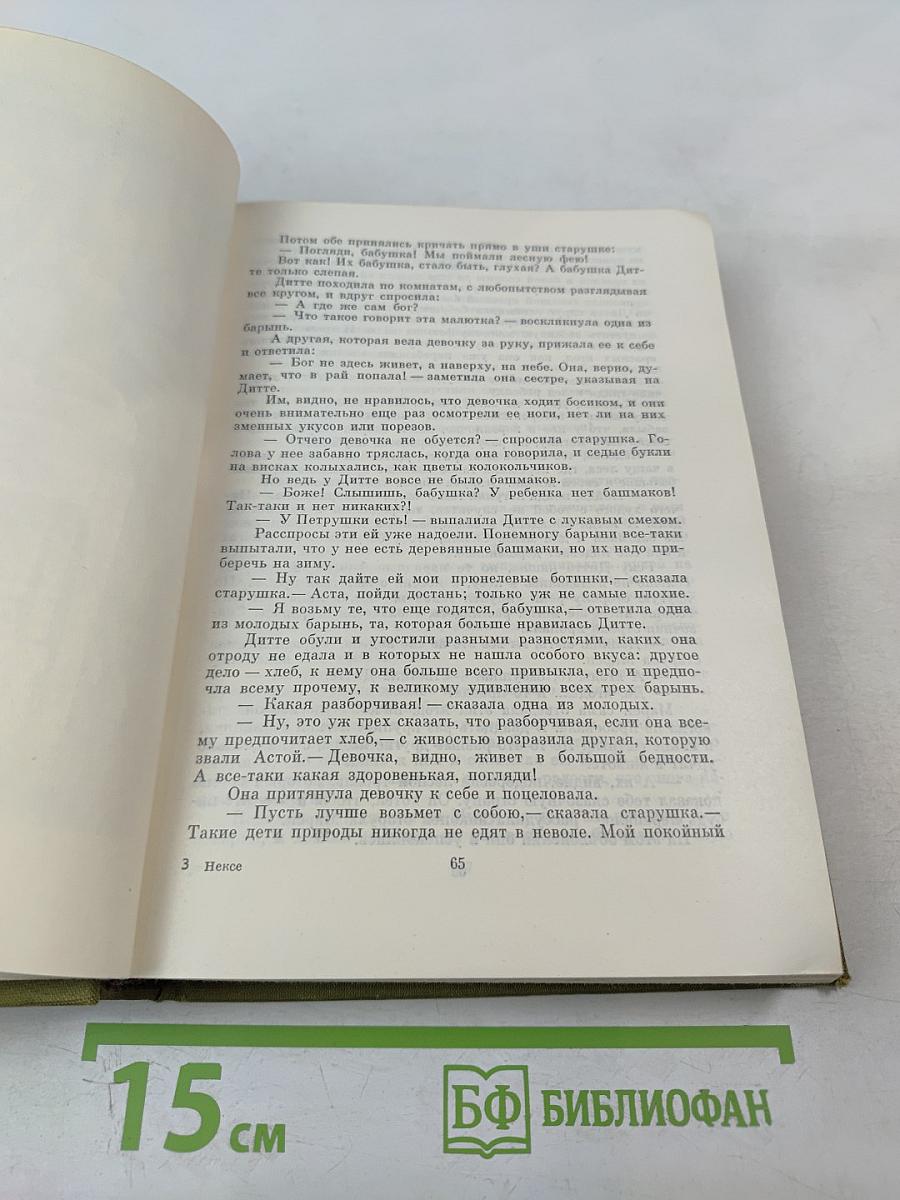 Потом обе принялись кричать прямо в уши старушке:
— Погляди, бабушка! Мы поймали лесную фею!
Вот как! Их бабушка, стало быть, глухая? А бабушка Дит-
те только слепая.
Дитте походила по комнатам, с любопытством разглядывая
все кругом, и вдруг спросила:
— А где же сам бог?
— Что такое говорит эта малютка? — воскликнула одна из
барынь.
А другая, которая вела девочку за руку, прижала ее к себе
и ответила:
— Бог не здесь живет, а наверху, на небе. Она, верно, ду-
мает, что в рай попала! — заметила она сестре, указывая на
Дитте.
Им, видно, не нравилось, что девочка ходит босиком, и они
очень внимательно еще раз осмотрели ее ноги, нет ли на них
змеиных укусов или порезов.
— Отчего девочка не обуется? — спросила старушка. Го-
лова у нее забавно тряслась, когда она говорила, и седые букли
на висках колыхались, как цветы колокольчиков.
Но ведь у Дитте вовсе не было башмаков.
— Боже! Слышишь, бабушка? У ребенка нет башмаков!
Так-таки и нет никаких?!
— У Петрушки есть! — выпалила Дитте с лукавым смехом.
Расспросы эти ей уже надоели. Понемногу барыни все-таки
выпытали, что у нее есть деревянные башмаки, но их надо при-
беречь на зиму.
— Ну так дайте ей мои прюнелевые ботинки,— сказала
старушка.— Аста, пойди достань; только уж не самые плохие.
— Я возьму те, что еще годятся, бабушка,— ответила одна
из молодых барынь, та, которая больше нравилась Дитте.
Дитте обули и угостили разными разностями, каких она
отроду не едала и в которых не нашла особого вкуса: другое
дело — хлеб, к нему она больше всего привыкла, его и предпо-
чла всему прочему, к великому удивлению всех трех барынь.
— Какая разборчивая! — сказала одна из молодых.
— Ну, это уж грех сказать, что разборчивая, если она все-
му предпочитает хлеб,— с живостью возразила другая, которую
звали Астой.— Девочка, видно, живет в большой бедности.
А все-таки какая здоровенькая, погляди!
Она притянула девочку к себе и поцеловала.
— Пусть лучше возьмет с собою,— сказала старушка.—
Такие дети природы никогда не едят в неволе. Мой покойный
3 Нексе 65
15 см
БФ БИБЛИОФАН